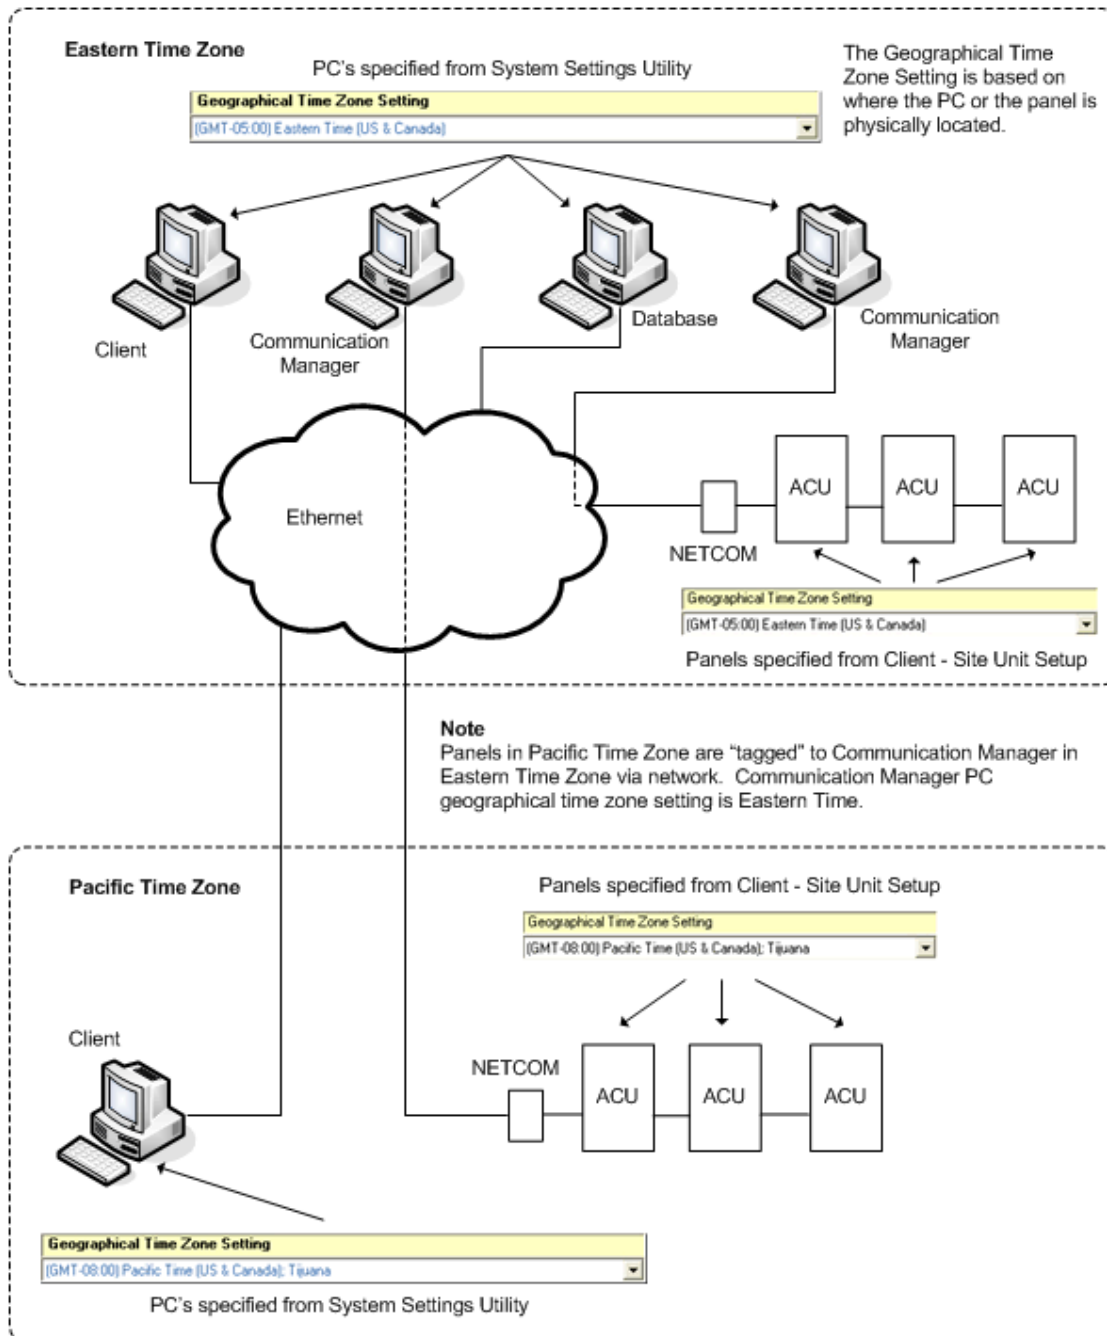 Eastern Time Zone
PC's specified from System Settings Utility
Geographical Time Zone Setting
(GMT-05:00) Eastern Time (US & Canada)
The Geographical Time
Zone Setting is based on
where the PC or the panel is
physically located.
Client
Communication
Manager
Database
Communication
Manager
Ethernet
NETCOM
ACU
ACU
ACU
Geographical Time Zone Setting
(GMT-05:00) Eastern Time (US & Canada)
Panels specified from Client - Site Unit Setup
Note
Panels in Pacific Time Zone are “tagged” to Communication Manager in
Eastern Time Zone via network.  Communication Manager PC
geographical time zone setting is Eastern Time.
Pacific Time Zone
Panels specified from Client - Site Unit Setup
Geographical Time Zone Setting
(GMT-08:00) Pacific Time (US & Canada); Tijuana
Client
NETCOM
ACU
ACU
ACU
Geographical Time Zone Setting
(GMT-08:00) Pacific Time (US & Canada); Tijuana
PC's specified from System Settings Utility